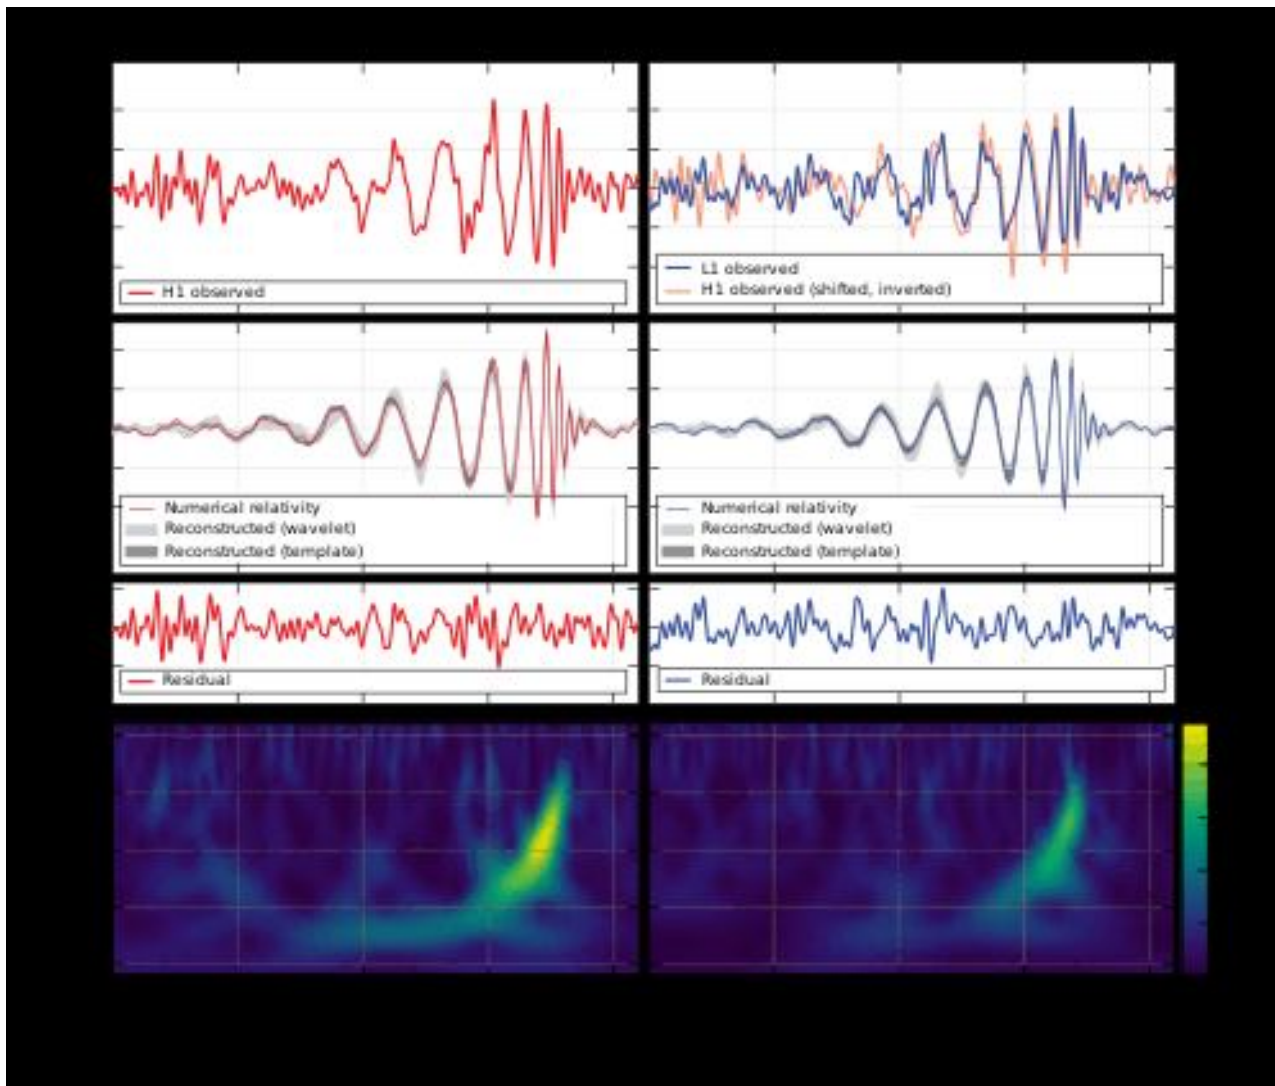 H1 observed
L1 observed
H1 observed (shifted, inverted)
Numerical relativity
Reconstructed (wavelet)
Reconstructed (template)
Numerical relativity
Reconstructed (wavelet)
Reconstructed (template)
Residual
Residual